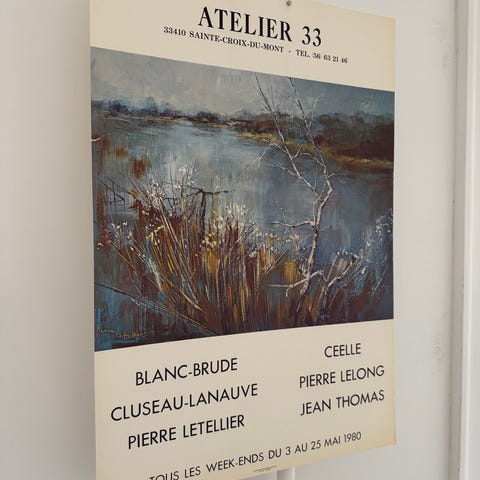 ATELIER 33
33410 SAINTE-CROIX-DU-MONT - TEL. (56) 63 21 46
BLANC-BRUDE
CLUSEAU-LANAUVE
PIERRE LETELLIER
CEELLE
PIERRE LELONG
JEAN THOMAS
TOUS LES WEEK-ENDS DU 3 AU 25 MAI 1980